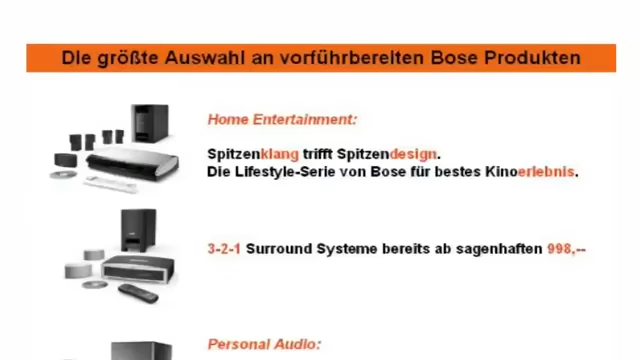 Die größte Auswahl an vorführbereiten Bose Produkten
Home Entertainment:
Spitzenklang trifft Spitzendesign.
Die Lifestyle-Serie von Bose für bestes Kinoerlebnis.
3-2-1 Surround Systeme bereits ab sagenhaften 998,--
Personal Audio: